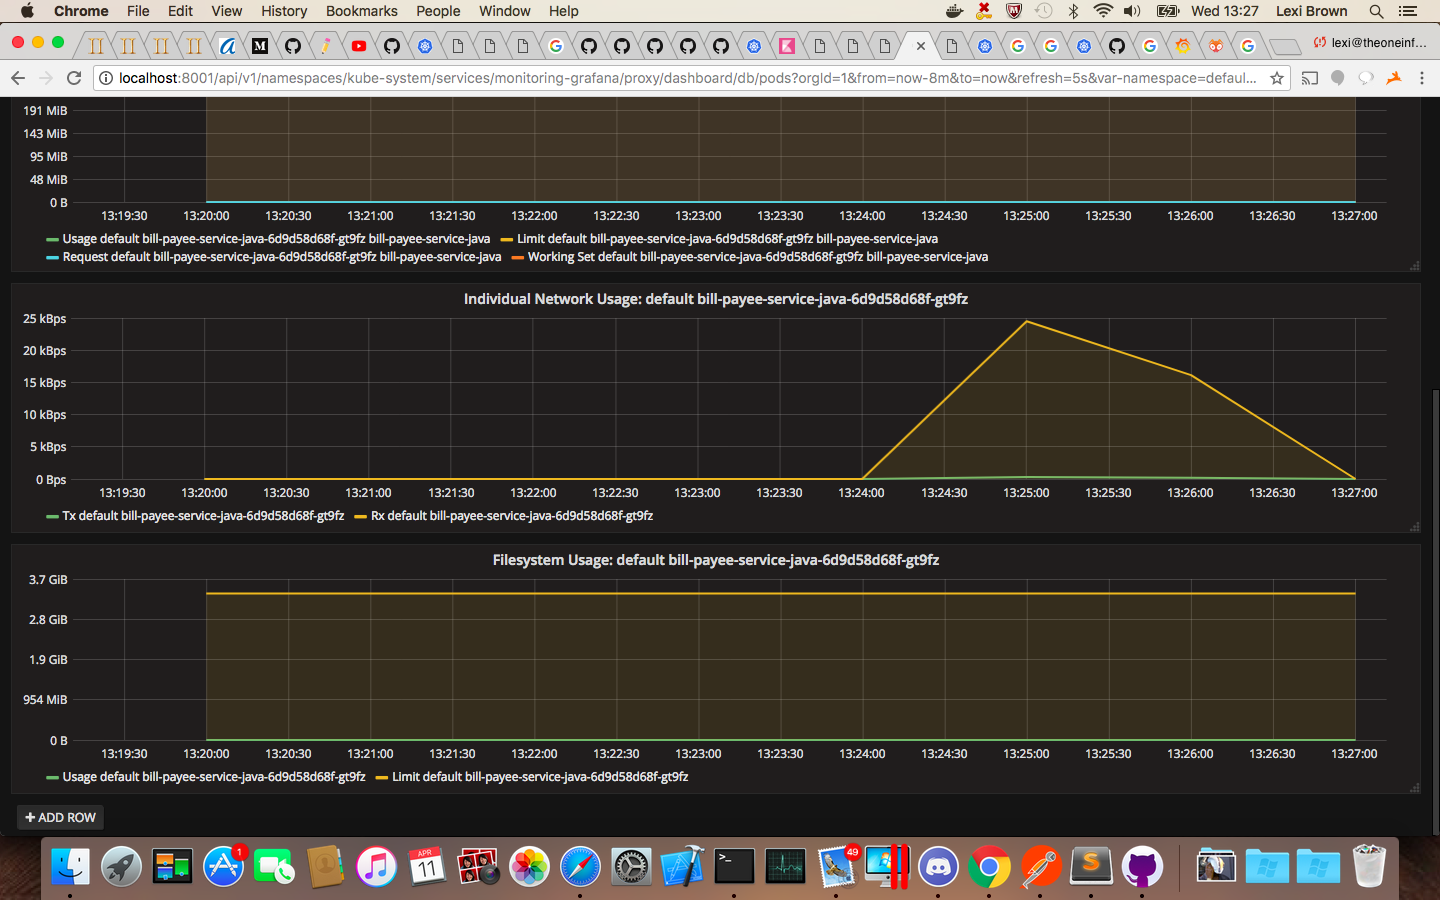 Chrome File Edit View History Bookmarks People Window Help Wed 13:27 Lexi Brown
lexi@theoneinf...
localhost:8001/api/v1/namespaces/kube-system/services/monitoring-grafana/proxy/dashboard/db/pods?orgId=1&from=now-8m&to=now&refresh=5s&var-namespace=defaul...
191 MiB
143 MiB
95 MiB
48 MiB
0 B
13:19:30 13:20:00 13:20:30 13:21:00 13:21:30 13:22:00 13:22:30 13:23:00 13:23:30 13:24:00 13:24:30 13:25:00 13:25:30 13:26:00 13:26:30 13:27:00
Usage default bill-payee-service-java-6d9d58d68f-gt9fz bill-payee-service-java Limit default bill-payee-service-java-6d9d58d68f-gt9fz bill-payee-service-java
Request default bill-payee-service-java-6d9d58d68f-gt9fz bill-payee-service-java Working Set default bill-payee-service-java-6d9d58d68f-gt9fz bill-payee-service-java
Individual Network Usage: default bill-payee-service-java-6d9d58d68f-gt9fz
25 kBps
20 kBps
15 kBps
10 kBps
5 kBps
0 Bps
13:19:30 13:20:00 13:20:30 13:21:00 13:21:30 13:22:00 13:22:30 13:23:00 13:23:30 13:24:00 13:24:30 13:25:00 13:25:30 13:26:00 13:26:30 13:27:00
Tx default bill-payee-service-java-6d9d58d68f-gt9fz Rx default bill-payee-service-java-6d9d58d68f-gt9fz
Filesystem Usage: default bill-payee-service-java-6d9d58d68f-gt9fz
3.7 GiB
2.8 GiB
1.9 GiB
954 MiB
0 B
13:19:30 13:20:00 13:20:30 13:21:00 13:21:30 13:22:00 13:22:30 13:23:00 13:23:30 13:24:00 13:24:30 13:25:00 13:25:30 13:26:00 13:26:30 13:27:00
Usage default bill-payee-service-java-6d9d58d68f-gt9fz Limit default bill-payee-service-java-6d9d58d68f-gt9fz
+ ADD ROW
1
APR
11
49